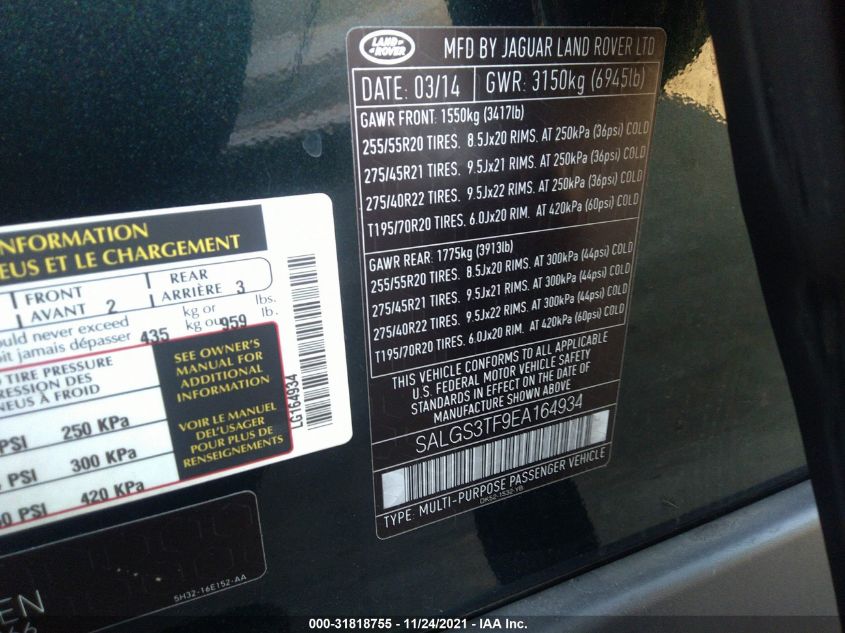 LAND ROVER
MFD BY JAGUAR LAND ROVER LTD
DATE: 03/14 GWR: 3150kg (6945lb)
GAWR FRONT: 1550kg (3417lb)
255/55R20 TIRES. 8.5Jx20 RIMS. AT 250kPa (36psi) COLD
275/45R21 TIRES. 9.5Jx21 RIMS. AT 250kPa (36psi) COLD
275/40R22 TIRES. 9.5Jx22 RIMS. AT 250kPa (36psi) COLD
T195/70R20 TIRES. 6.0Jx20 RIM. AT 420kPa (60psi) COLD
GAWR REAR: 1775kg (3913lb)
255/55R20 TIRES. 8.5Jx20 RIMS. AT 300kPa (44psi) COLD
275/45R21 TIRES. 9.5Jx21 RIMS. AT 300kPa (44psi) COLD
275/40R22 TIRES. 9.5Jx22 RIMS. AT 300kPa (44psi) COLD
T195/70R20 TIRES. 6.0Jx20 RIM. AT 420kPa (60psi) COLD
THIS VEHICLE CONFORMS TO ALL APPLICABLE
U.S. FEDERAL MOTOR VEHICLE SAFETY
STANDARDS IN EFFECT ON THE DATE OF
MANUFACTURE SHOWN ABOVE
SALGS3TF9EA164934
TYPE: MULTI-PURPOSE PASSENGER VEHICLE
INFORMATION
EUS ET LE CHARGEMENT
FRONT
AVANT 2
REAR
ARRIÈRE 3
ould never exceed
oit jamais dépasser 435 kg or
kg ou 959 lbs.
lb.
TIRE PRESSURE
RESSION DES
NEUS À FROID
PSI 250 KPa
PSI 300 KPa
60 PSI 420 KPa
SEE OWNER'S
MANUAL FOR
ADDITIONAL
INFORMATION
VOIR LE MANUEL
DEL'USAGER
POUR PLUS DE
RENSEIGNEMENTS
LG164934
5H32-16E152-AA
EN
000-31818755 - 11/24/2021 - IAA Inc.